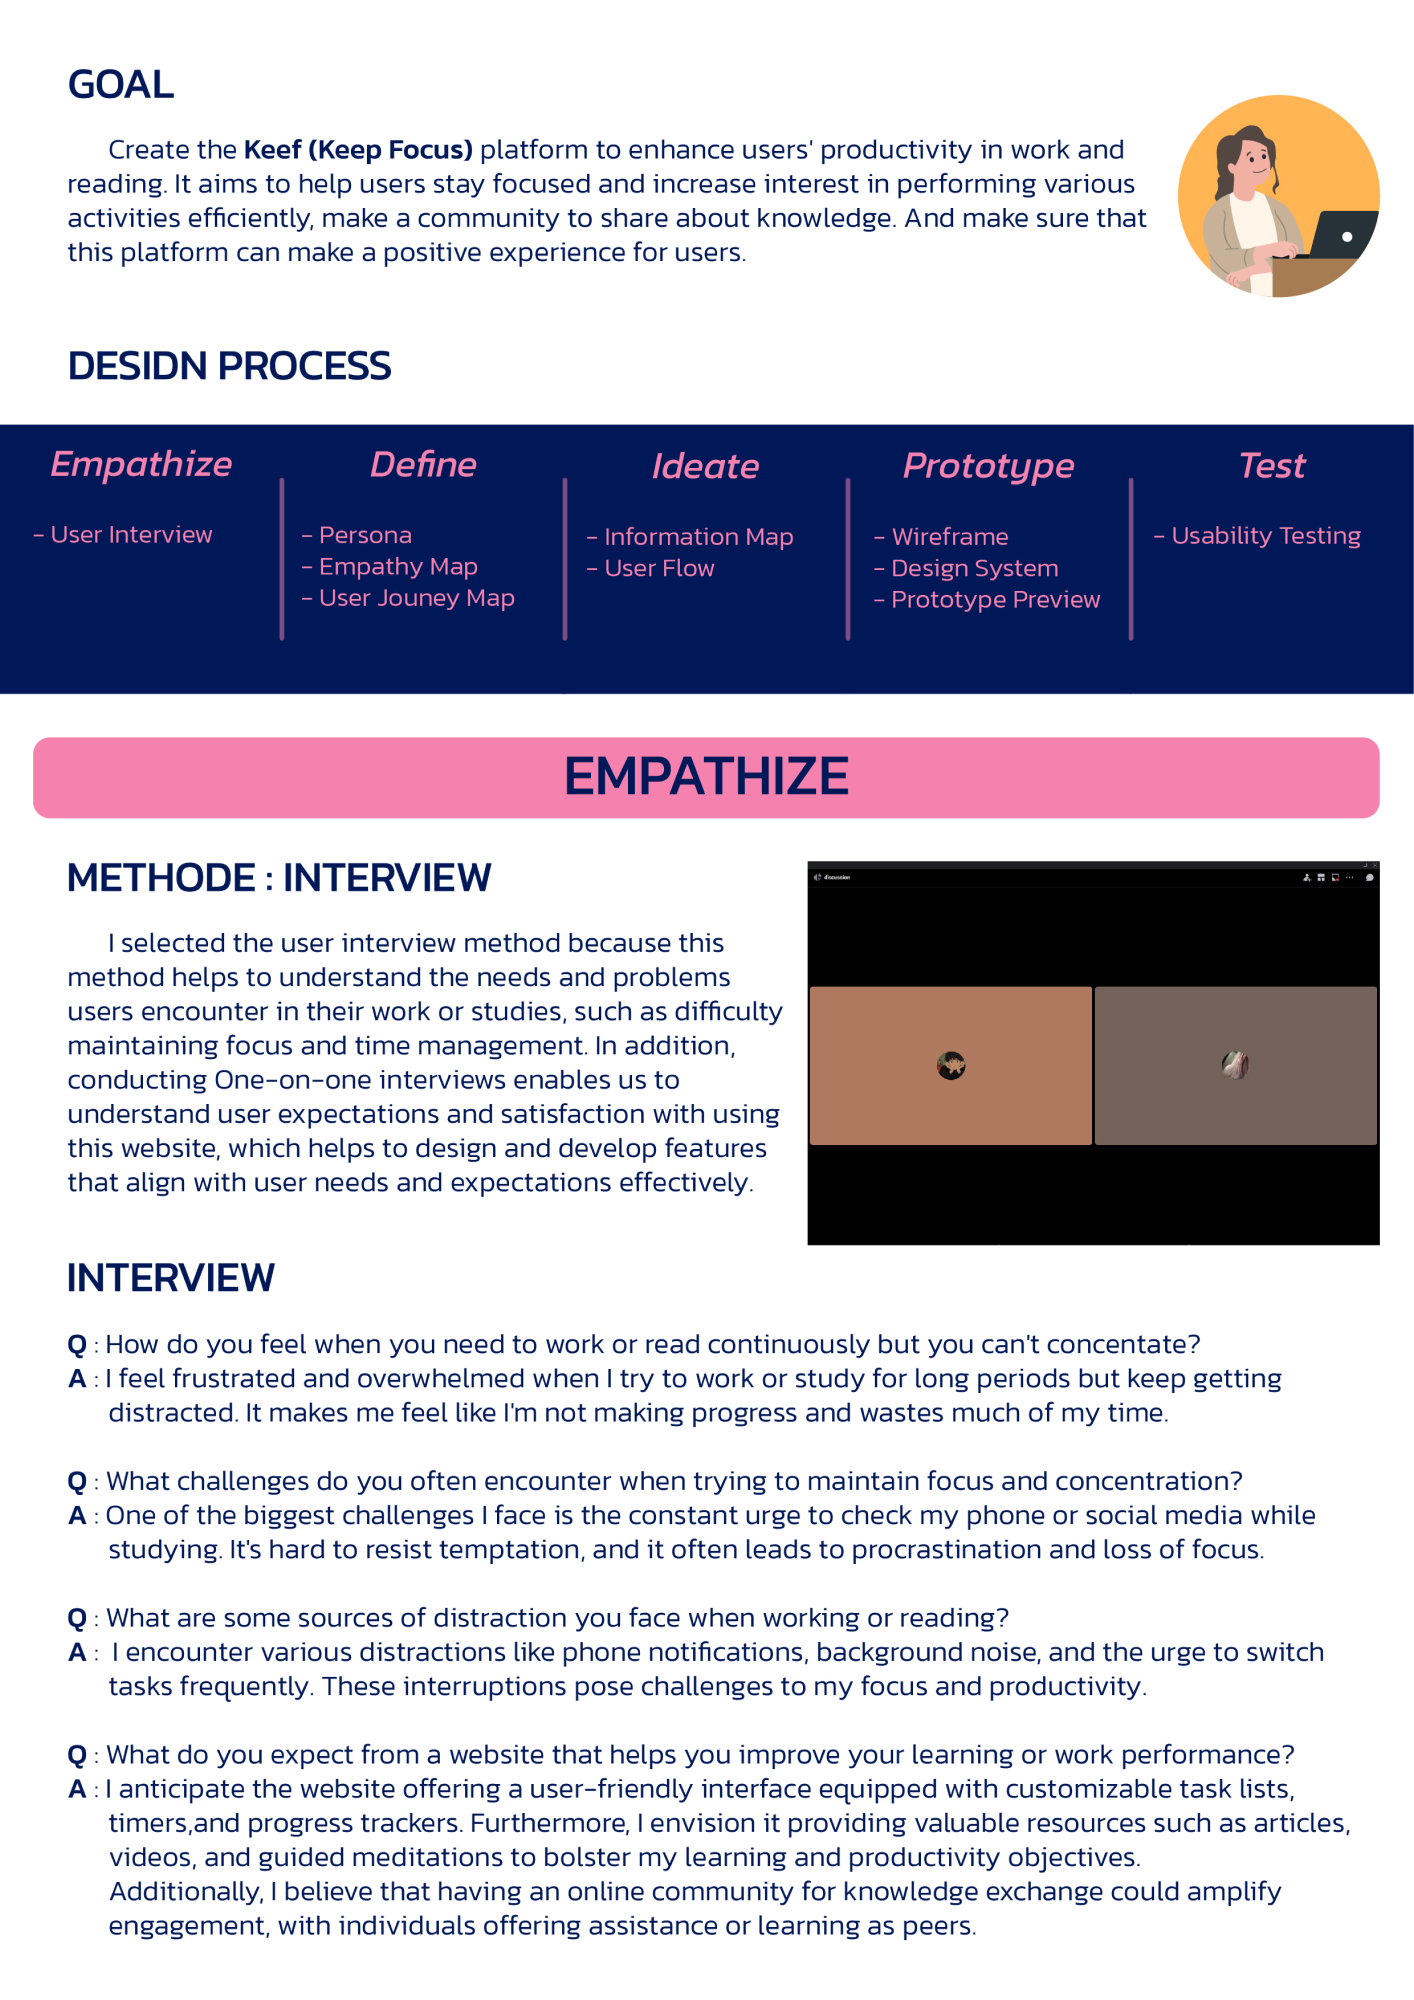 GOAL
Create the Keef (Keep Focus) platform to enhance users' productivity in work and
reading. It aims to help users stay focused and increase interest in performing various
activities efficiently, make a community to share about knowledge. And make sure that
this platform can make a positive experience for users.
DESIDN PROCESS
Empathize
- User Interview
Define
- Persona
- Empathy Map
- User Jouney Map
Ideate
- Information Map
- User Flow
Prototype
- Wireframe
- Design System
- Prototype Preview
Test
- Usability Testing
EMPATHIZE
METHODE : INTERVIEW
I selected the user interview method because this
method helps to understand the needs and problems
users encounter in their work or studies, such as difficulty
maintaining focus and time management. In addition,
conducting One-on-one interviews enables us to
understand user expectations and satisfaction with using
this website, which helps to design and develop features
that align with user needs and expectations effectively.
discussion
INTERVIEW
Q : How do you feel when you need to work or read continuously but you can't concentate?
A : I feel frustrated and overwhelmed when I try to work or study for long periods but keep getting
distracted. It makes me feel like I'm not making progress and wastes much of my time.
Q : What challenges do you often encounter when trying to maintain focus and concentration?
A : One of the biggest challenges I face is the constant urge to check my phone or social media while
studying. It's hard to resist temptation, and it often leads to procrastination and loss of focus.
Q : What are some sources of distraction you face when working or reading?
A : I encounter various distractions like phone notifications, background noise, and the urge to switch
tasks frequently. These interruptions pose challenges to my focus and productivity.
Q : What do you expect from a website that helps you improve your learning or work performance?
A : I anticipate the website offering a user-friendly interface equipped with customizable task lists,
timers,and progress trackers. Furthermore, I envision it providing valuable resources such as articles,
videos, and guided meditations to bolster my learning and productivity objectives.
Additionally, I believe that having an online community for knowledge exchange could amplify
engagement, with individuals offering assistance or learning as peers.